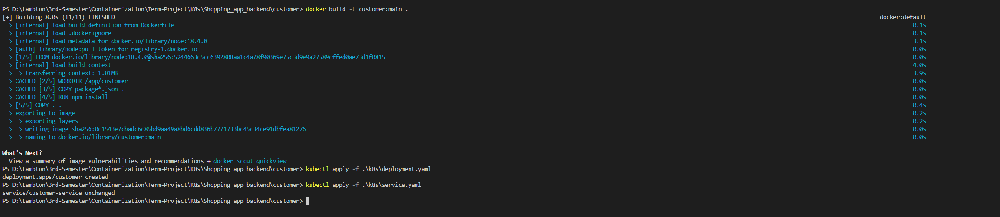 PS D:\Lambton\3rd-Semester\Containerization\Term-Project\K8s\Shopping_app_backend\customer> docker build -t customer:main .
[+] Building 8.0s (11/11) FINISHED docker:default
=> [internal] load build definition from Dockerfile 0.1s
=> [internal] load .dockerignore 0.1s
=> [internal] load metadata for docker.io/library/node:18.4.0 3.1s
=> [auth] library/node:pull token for registry-1.docker.io 0.0s
=> [1/5] FROM docker.io/library/node:18.4.0@sha256:5244663c5cc6392808aa1c4a78f90369e75c3d9e9a27589cffed0ae73d1f0815 0.0s
=> [internal] load build context 4.0s
=> => transferring context: 1.01MB 3.9s
=> CACHED [2/5] WORKDIR /app/customer 0.0s
=> CACHED [3/5] COPY package*.json . 0.0s
=> CACHED [4/5] RUN npm install 0.0s
=> [5/5] COPY . . 0.4s
=> exporting to image 0.2s
=> => exporting layers 0.2s
=> => writing image sha256:0c1543e7cbadc6c85bd9aa49a8bd6cdd836b7771733bc45c34ce91dbfea81276 0.0s
=> => naming to docker.io/library/customer:main 0.0s
What's Next?
View a summary of image vulnerabilities and recommendations → docker scout quickview
PS D:\Lambton\3rd-Semester\Containerization\Term-Project\K8s\Shopping_app_backend\customer> kubectl apply -f .\k8s\deployment.yaml
deployment.apps/customer created
PS D:\Lambton\3rd-Semester\Containerization\Term-Project\K8s\Shopping_app_backend\customer> kubectl apply -f .\k8s\service.yaml
service/customer-service unchanged
PS D:\Lambton\3rd-Semester\Containerization\Term-Project\K8s\Shopping_app_backend\customer>